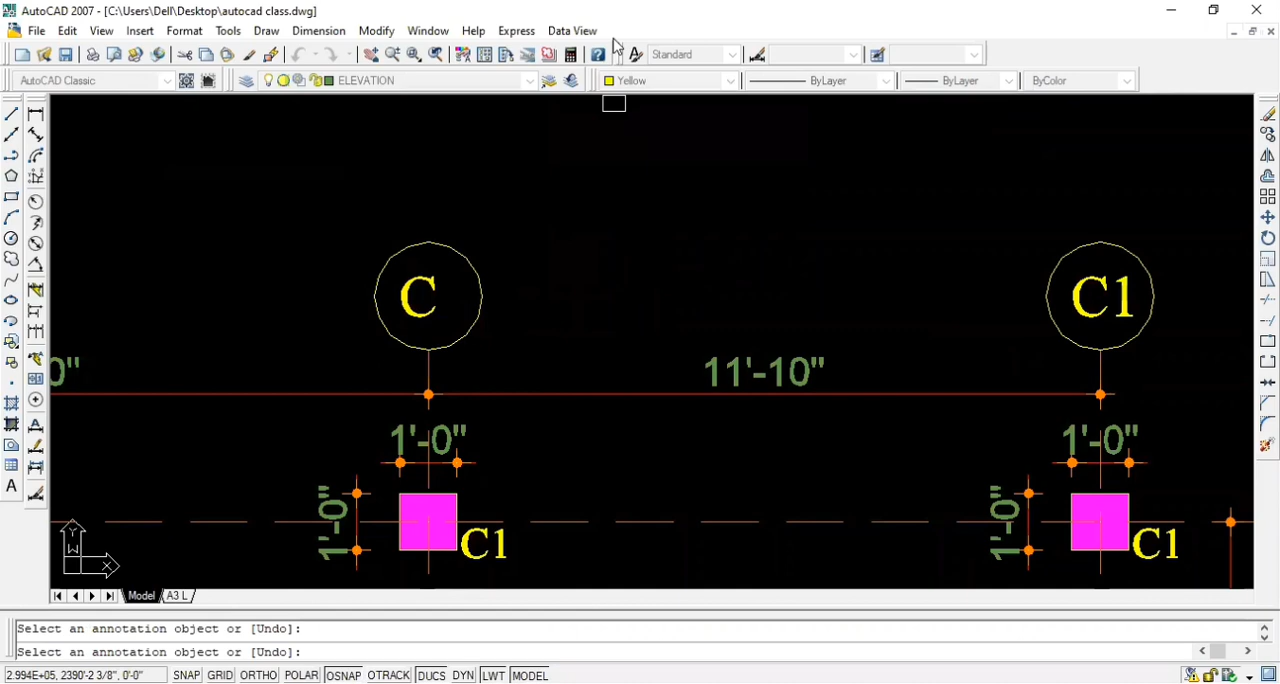 AutoCAD 2007 - [C:\Users\Dell\Desktop\autocad class.dwg]
File Edit View Insert Format Tools Draw Dimension Modify Window Help Express Data View
Standard
AutoCAD Classic ELEVATION Yellow ByLayer ByLayer ByColor
C C1
0" 11'-10"
1'-0" 1'-0"
1'-0" C1 1'-0" C1
Y
W
X
Model A3 L
A
Select an annotation object or [Undo]:
Select an annotation object or [Undo]:
2.994E+05, 2390'-2 3/8", 0'-0" SNAP GRID ORTHO POLAR OSNAP OTRACK DUCS DYN LWT MODEL